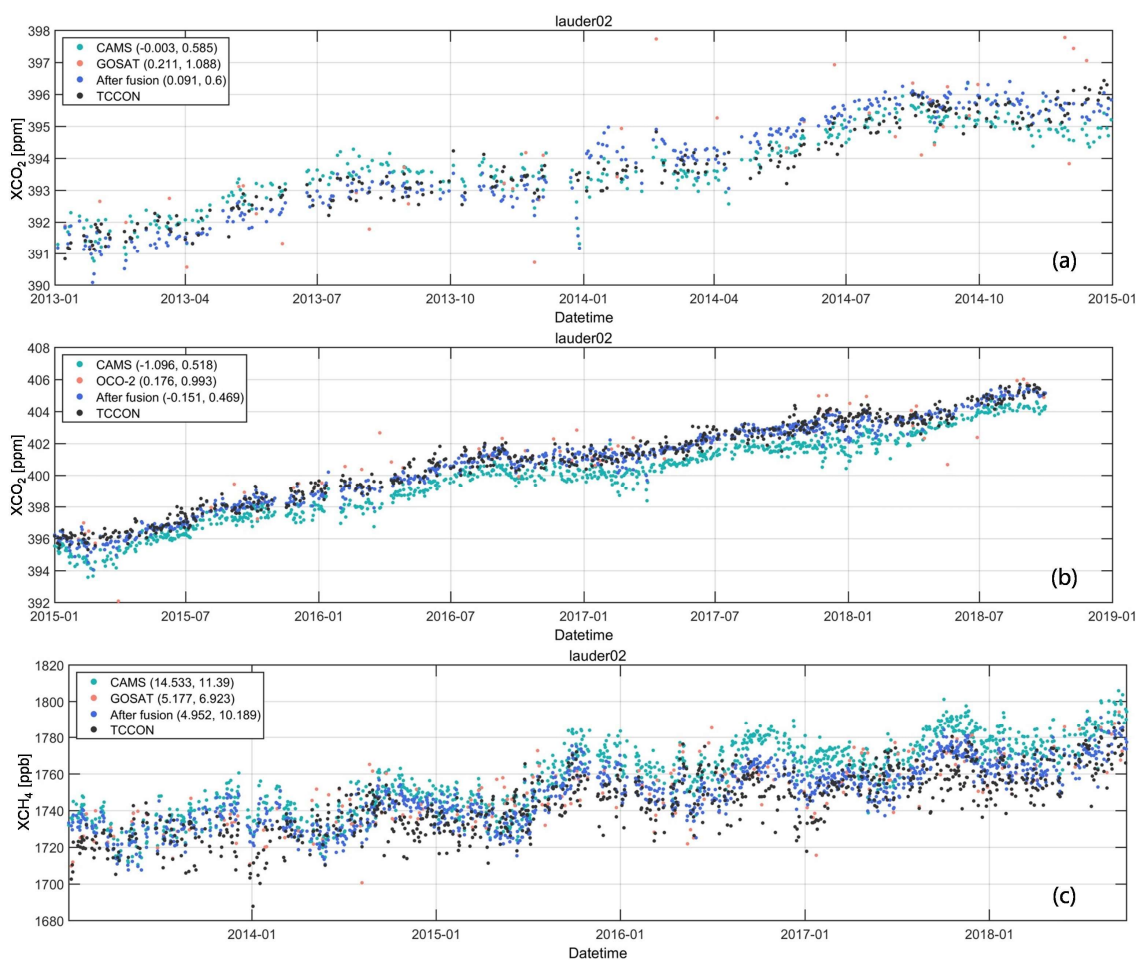 lauder02
398
397
396
395
394
393
392
391
390
XCO₂ [ppm]
CAMS (-0.003, 0.585)
GOSAT (0.211, 1.088)
After fusion (0.091, 0.6)
TCCON
(a)
2013-01 2013-04 2013-07 2013-10 2014-01 2014-04 2014-07 2014-10 2015-01
Datetime
lauder02
408
406
404
402
400
398
396
394
392
XCO₂ [ppm]
CAMS (-1.096, 0.518)
OCO-2 (0.176, 0.993)
After fusion (-0.151, 0.469)
TCCON
(b)
2015-01 2015-07 2016-01 2016-07 2017-01 2017-07 2018-01 2018-07 2019-01
Datetime
lauder02
1820
1800
1780
1760
1740
1720
1700
1680
XCH₄ [ppb]
CAMS (14.533, 11.39)
GOSAT (5.177, 6.923)
After fusion (4.952, 10.189)
TCCON
(c)
2014-01 2015-01 2016-01 2017-01 2018-01
Datetime